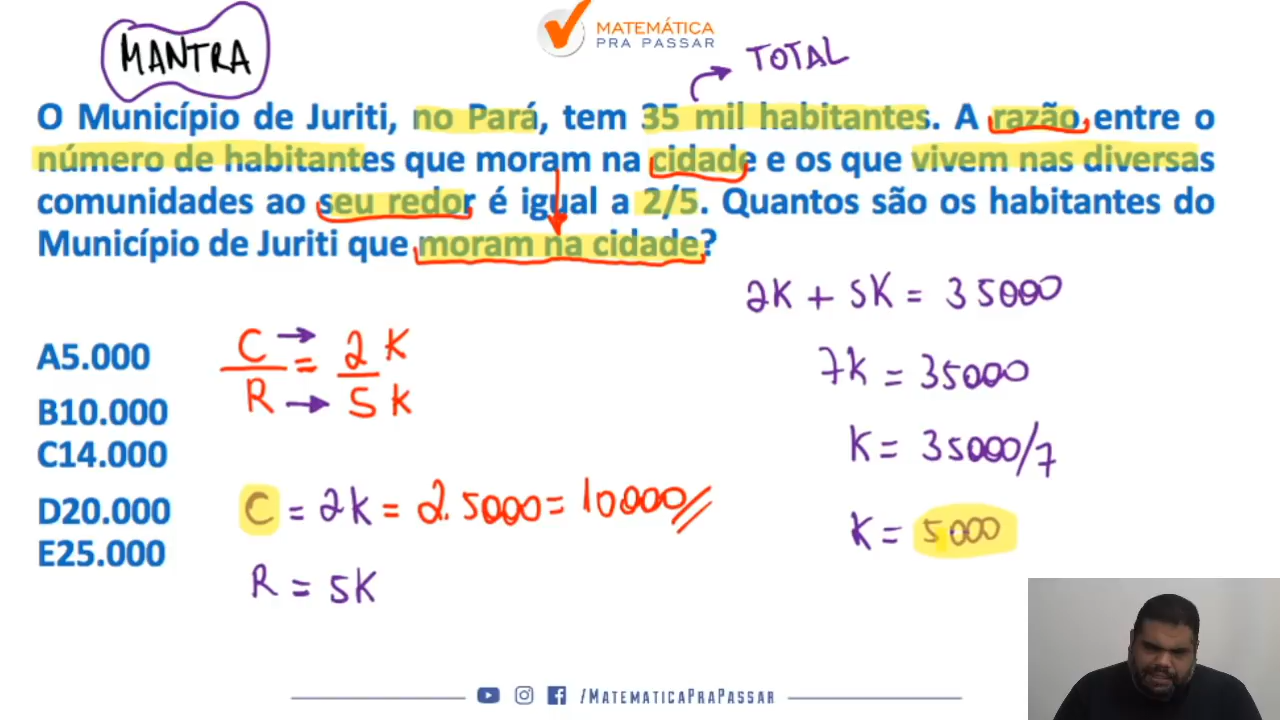 MANTRA
MATEMÁTICA
PRA PASSAR
TOTAL
O Município de Juriti, no Pará, tem 35 mil habitantes. A razão entre o
número de habitantes que moram na cidade e os que vivem nas diversas
comunidades ao seu redor é igual a 2/5. Quantos são os habitantes do
Município de Juriti que moram na cidade?
2K + 5K = 35000
7K = 35000
K = 35000/7
K = 5000
A5.000
B10.000
C14.000
D20.000
E25.000
C → = 2 K
R → 5 K
C = 2K = 2.5000 = 10000//
R = 5K
/MATEMATICAPRAPASSAR